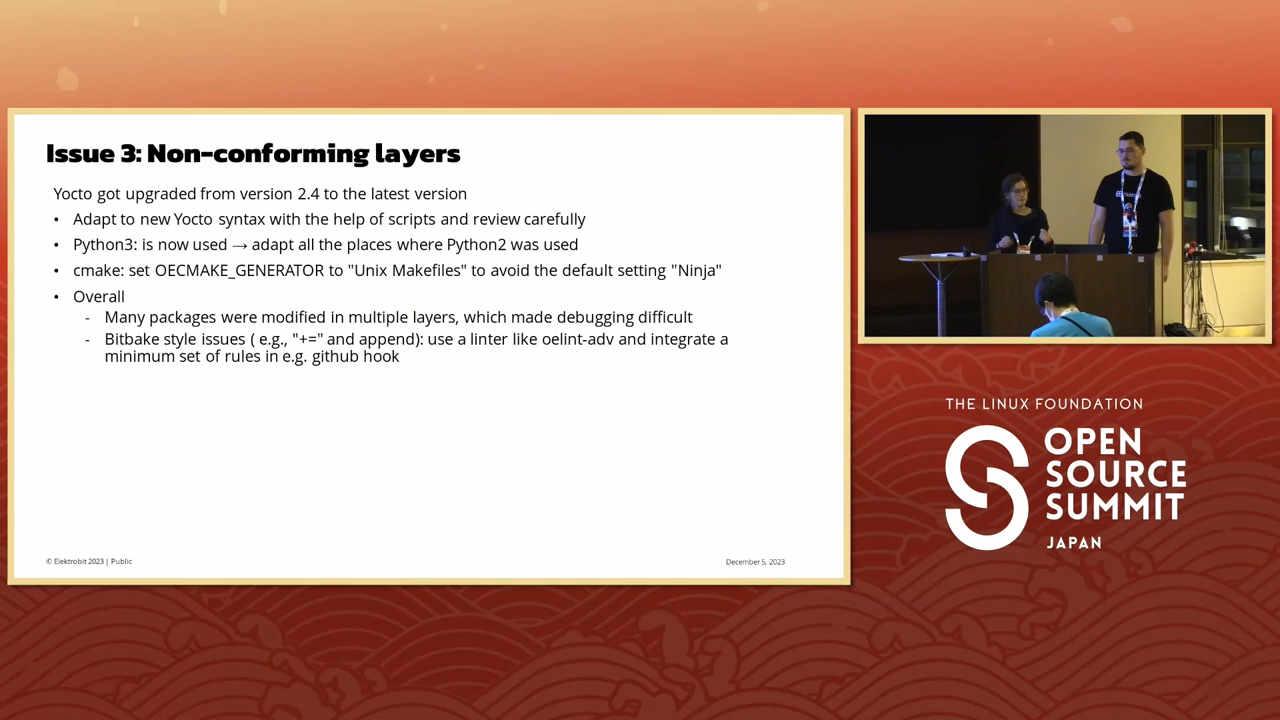 Issue 3: Non-conforming layers
Yocto got upgraded from version 2.4 to the latest version
• Adapt to new Yocto syntax with the help of scripts and review carefully
• Python3: is now used → adapt all the places where Python2 was used
• cmake: set OECMAKE_GENERATOR to "Unix Makefiles" to avoid the default setting "Ninja"
• Overall
- Many packages were modified in multiple layers, which made debugging difficult
- Bitbake style issues ( e.g., "+=" and append): use a linter like oelint-adv and integrate a
minimum set of rules in e.g. github hook
© Elektrobit 2023 | Public
December 5, 2023
THE LINUX FOUNDATION
OPEN
SOURCE
SUMMIT
JAPAN